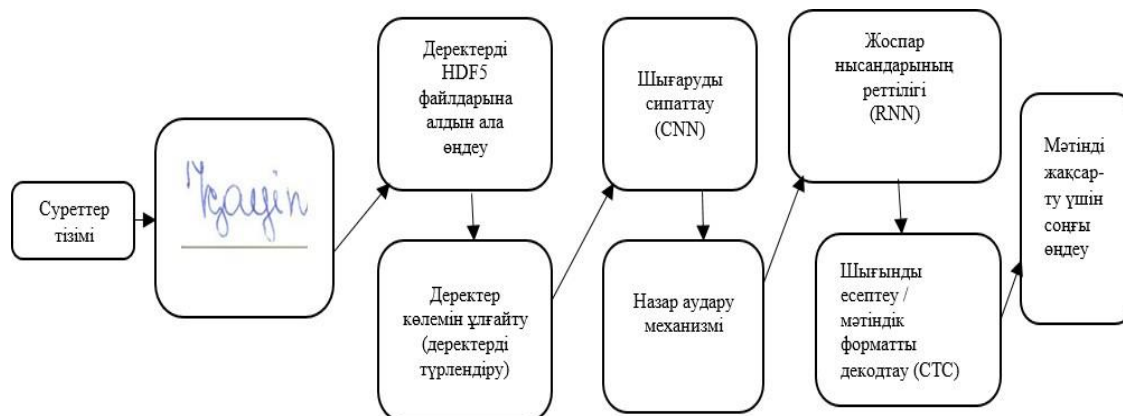 Суреттер
тізімі
Қауіп
Деректерді
HDF5
файлдарына
алдын ала
өңдеу
Деректер
көлемін ұлғайту
(деректерді
түрлендіру)
Шығаруды
сипаттау
(CNN)
Назар аудару
механизмі
Жоспар
нысандарының
реттілігі
(RNN)
Шығынды
есептеу /
мәтіндік
форматты
декодтау (CTC)
Мәтінді
жақсар-
ту үшін
соңғы
өңдеу